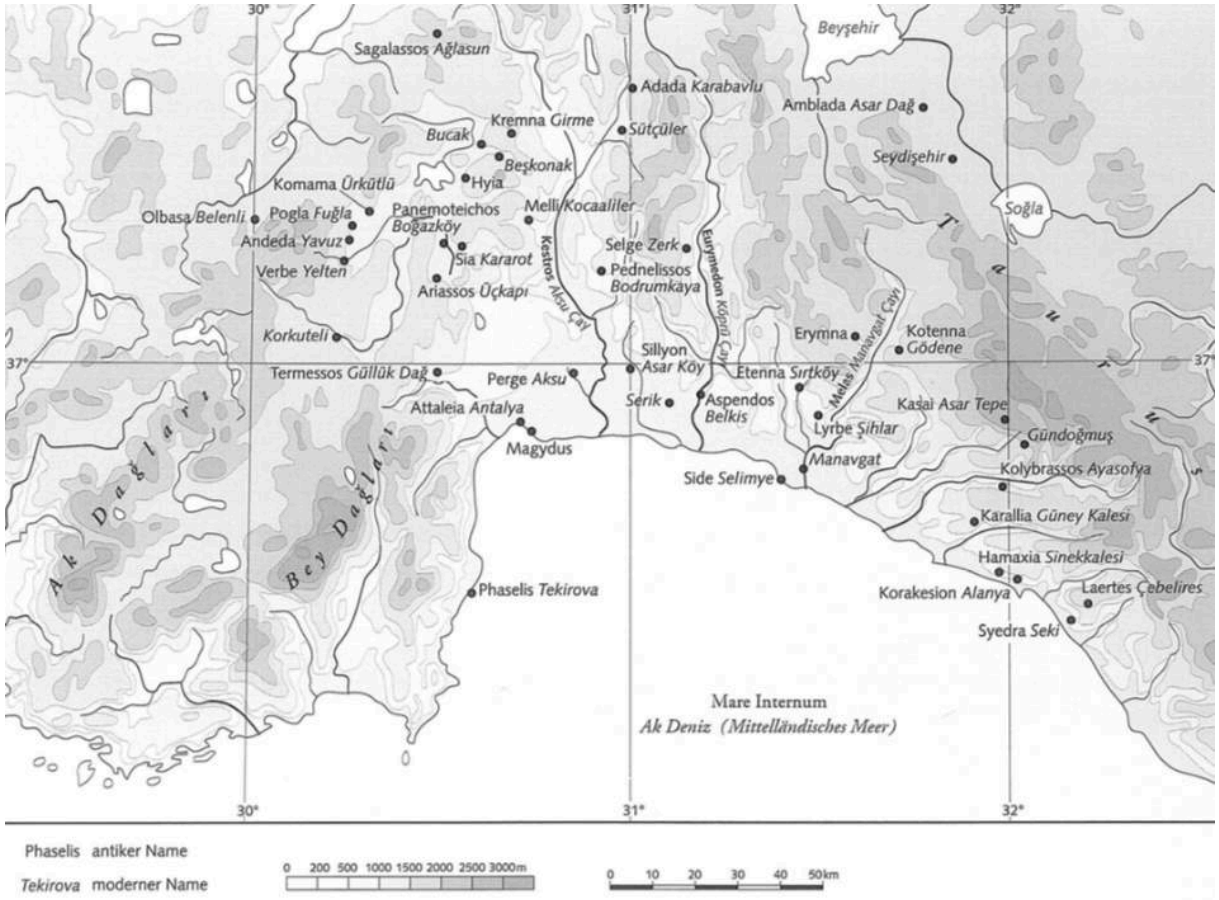 30°
31°
32°
Beyşehir
Sagalassos Ağlasun
Adada Karabavlu
Amblada Asar Dağ
Kremna Girme
Bucak
Sütçüler
Beşkonak
Seydişehir
Hyia
Komama Ürkütlü
Soğla
Olbasa Belenli
Pogla Fuğla
Panemoteichos
Boğazköy
Melli Kocaaliler
Andeda Yavuz
Sia Kararot
Selge Zerk
Verbe Yelten
Pednelissos
Bodrumkaya
Ariassos Üçkapı
Kestros Aksu Çay
Eurymedon Köprü Çay
Melas Manavgat Çayı
Taurus
Korkuteli
Erymna
Kotenna
Gödene
37°
37°
Sillyon
Asar Köy
Termessos Güllük Dağ
Perge Aksu
Etenna Sırtköy
Serik
Aspendos
Belkis
Attaleia Antalya
Lyrbe Şihlar
Kasai Asar Tepe
Magydus
Gündoğmuş
Manavgat
Kolybrassos Ayasofya
Side Selimye
Ak Dağları
Bey Dağları
Karallia Güney Kalesi
Hamaxia Sinekkalesi
Phaselis Tekirova
Korakesion Alanya
Laertes Çebelires
Syedra Seki
Mare Internum
Ak Deniz (Mittelländisches Meer)
30°
31°
32°
Phaselis antiker Name
Tekirova moderner Name
0 200 500 1000 1500 2000 2500 3000m
0 10 20 30 40 50km